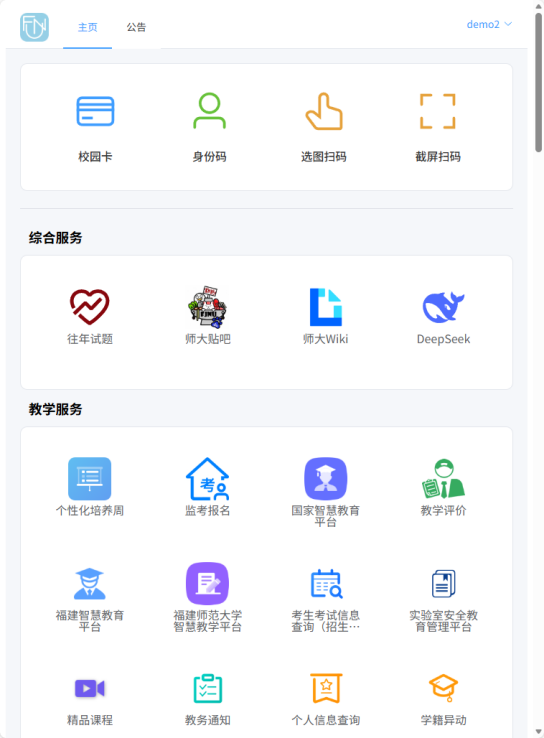 主页 公告 demo2
校园卡 身份码 选图扫码 截屏扫码
综合服务
往年试题 师大贴吧 师大Wiki DeepSeek
教学服务
个性化培养周 监考报名 国家智慧教育 教学评价
平台
福建智慧教育 福建师范大学 考生考试信息 实验室安全教
平台 智慧教学平台 查询（招生… 育管理平台
精品课程 教务通知 个人信息查询 学籍异动
考
FJNU